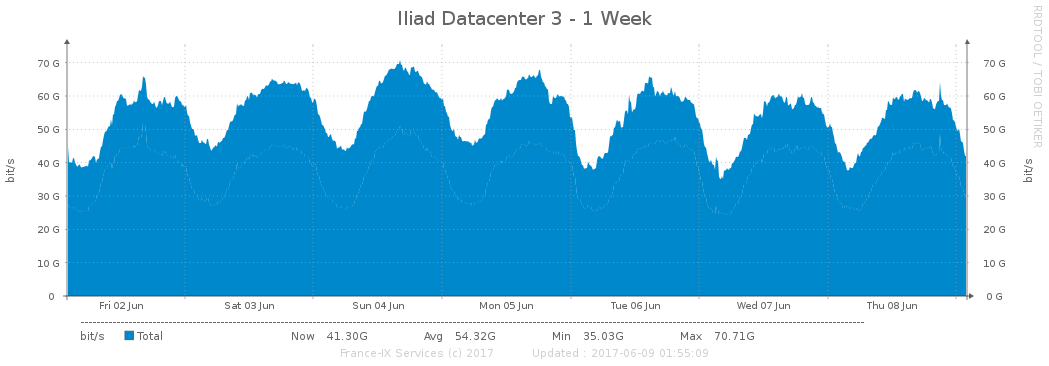 Iliad Datacenter 3 - 1 Week
RRDTOOL / TOBI OETIKER
bit/s
bit/s
70 G 70 G
60 G 60 G
50 G 50 G
40 G 40 G
30 G 30 G
20 G 20 G
10 G 10 G
0 0 G
Fri 02 Jun Sat 03 Jun Sun 04 Jun Mon 05 Jun Tue 06 Jun Wed 07 Jun Thu 08 Jun
bit/s Total Now 41.30G Avg 54.32G Min 35.03G Max 70.71G
France-IX Services (c) 2017 Updated : 2017-06-09 01:55:09